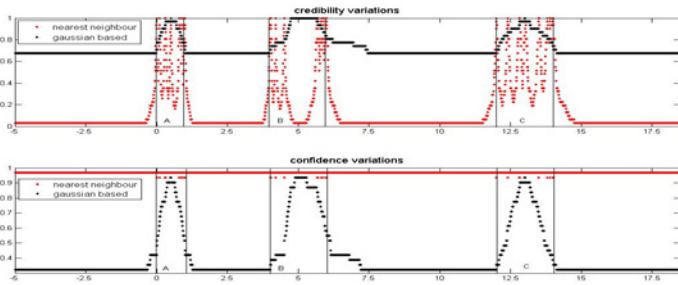 credibility variations
1
nearest neighbour
gaussian based
0.8
0.6
0.4
0.2
0
A B C
-5 -2.5 0 2.5 5 7.5 10 12.5 15 17.5
confidence variations
1
nearest neighbour
gaussian based
0.9
0.8
0.7
0.6
0.5
0.4
A B C
-5 -2.5 0 2.5 5 7.5 10 12.5 15 17.5